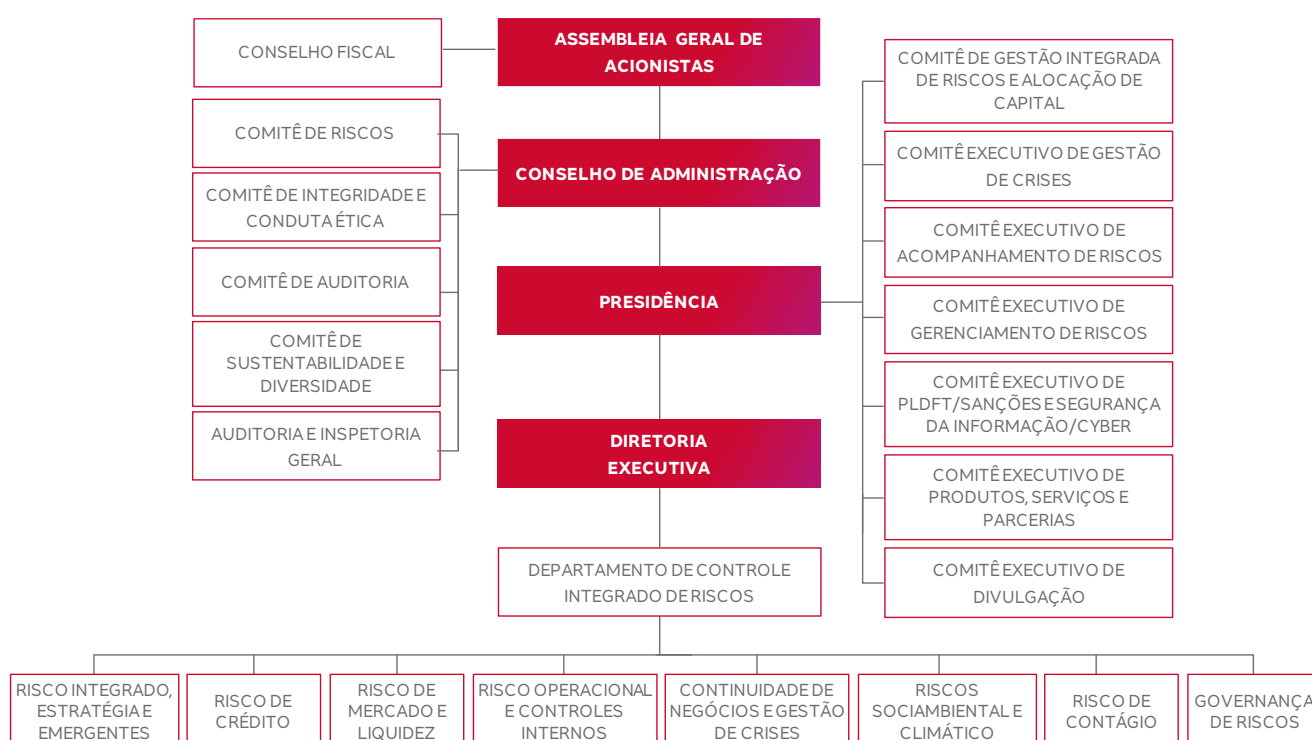 CONSELHO FISCAL
ASSEMBLEIA GERAL DE
ACIONISTAS
COMITÊ DE RISCOS
COMITÊ DE INTEGRIDADE E
CONDUTA ÉTICA
COMITÊ DE AUDITORIA
COMITÊ DE
SUSTENTABILIDADE E
DIVERSIDADE
AUDITORIA E INSPETORIA
GERAL
CONSELHO DE ADMINISTRAÇÃO
PRESIDÊNCIA
DIRETORIA
EXECUTIVA
COMITÊ DE GESTÃO INTEGRADA
DE RISCOS E ALOCAÇÃO DE
CAPITAL
COMITÊ EXECUTIVO DE GESTÃO
DE CRISES
COMITÊ EXECUTIVO DE
ACOMPANHAMENTO DE RISCOS
COMITÊ EXECUTIVO DE
GERENCIAMENTO DE RISCOS
COMITÊ EXECUTIVO DE
PLDFT/SANÇÕES E SEGURANÇA
DA INFORMAÇÃO/CYBER
COMITÊ EXECUTIVO DE
PRODUTOS, SERVIÇOS E
PARCERIAS
COMITÊ EXECUTIVO DE
DIVULGAÇÃO
DEPARTAMENTO DE CONTROLE
INTEGRADO DE RISCOS
RISCO INTEGRADO,
ESTRATÉGIA E
EMERGENTES
RISCO DE
CRÉDITO
RISCO DE
MERCADO E
LIQUIDEZ
RISCO OPERACIONAL
E CONTROLES
INTERNOS
CONTINUIDADE DE
NEGÓCIOS E GESTÃO
DE CRISES
RISCOS
SOCIAMBIENTAL E
CLIMÁTICO
RISCO DE
CONTÁGIO
GOVERNANÇA
DE RISCOS